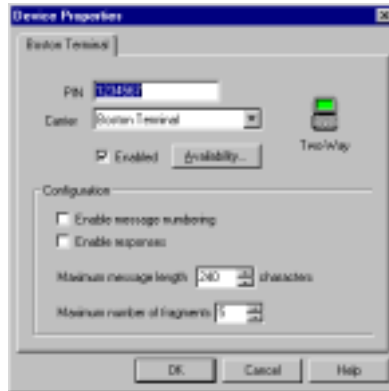 Device Properties
Boston Terminal
PIN 1234567
Carrier Boston Terminal
Enabled Availability...
Two-Way
Configuration
Enable message numbering
Enable responses
Maximum message length 240 characters
Maximum number of fragments 5
OK Cancel Help